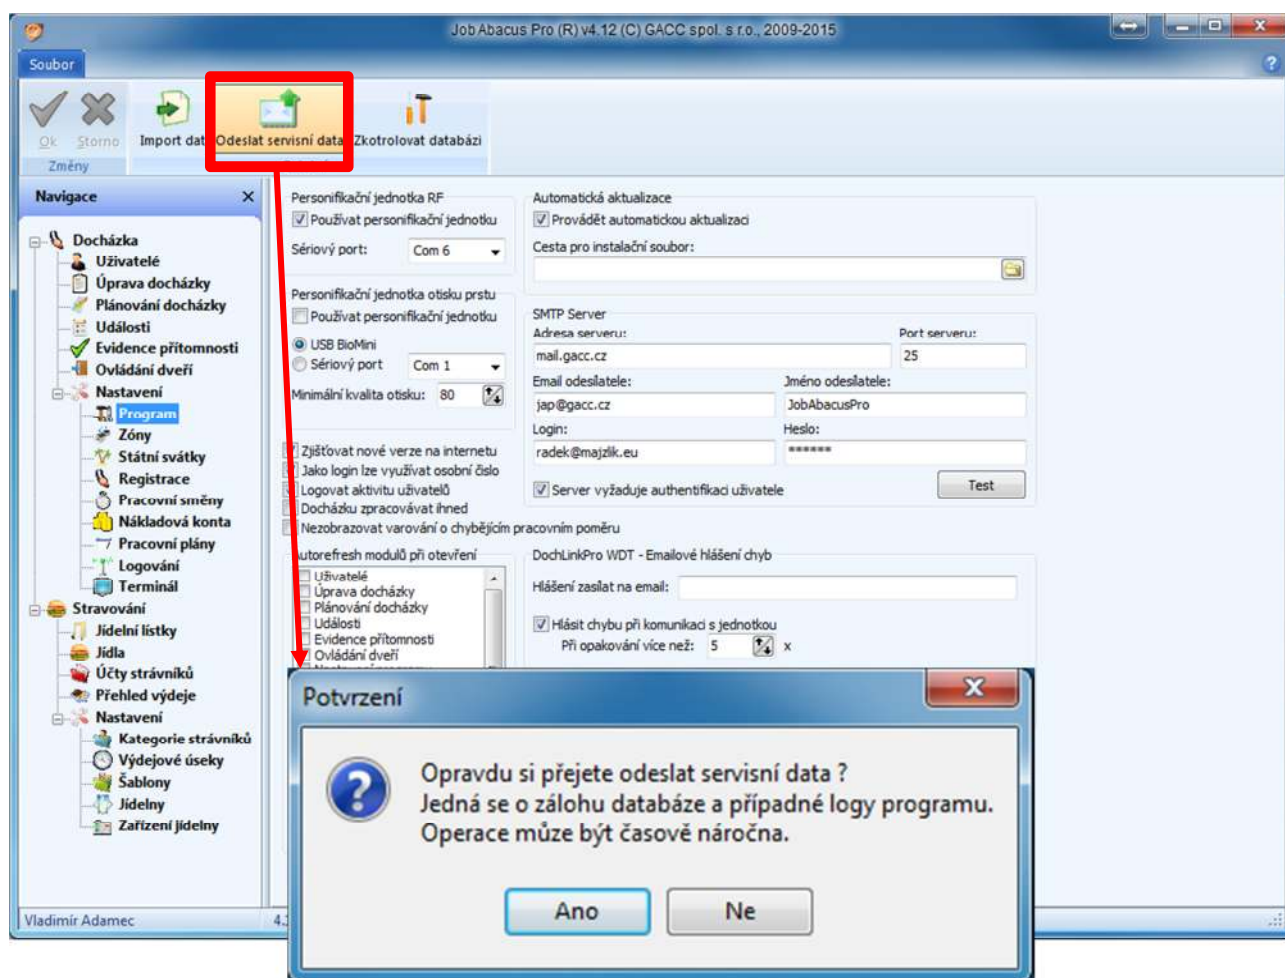 JobAbacus Pro (R) v4.12 (C) GACC spol. s r.o., 2009-2015
Soubor
Ok
Storno
Import dat
Odeslat servisní data
Zkotrolovat databázi
Změny
Navigace
Docházka
Uživatelé
Úprava docházky
Plánování docházky
Události
Evidence přítomnosti
Ovládání dveří
Nastavení
Program
Zóny
Státní svátky
Registrace
Pracovní směny
Nákladová konta
Pracovní plány
Logování
Terminál
Stravování
Jídelní lístky
Jídla
Účty strávníků
Přehled výdeje
Nastavení
Kategorie strávníků
Výdejové úseky
Šablony
Jídelny
Zařízení jídelny
Personifikační jednotka RF
Používat personifikační jednotku
Sériový port: Com 6
Personifikační jednotka otisku prstu
Používat personifikační jednotku
USB BioMini
Sériový port Com 1
Minimální kvalita otisku: 80
Zjišťovat nové verze na internetu
Jako login lze využívat osobní číslo
Logovat aktivitu uživatelů
Docházku zpracovávat ihned
Nezobrazovat varování o chybějícím pracovním poměru
Autorefresh modulů při otevření
Uživatelé
Úprava docházky
Plánování docházky
Události
Evidence přítomnosti
Ovládání dveří
Automatická aktualizace
Provádět automatickou aktualizaci
Cesta pro instalační soubor:
SMTP Server
Adresa serveru: Port serveru:
mail.gacc.cz 25
Email odesílatele: Jméno odesílatele:
jap@gacc.cz JobAbacusPro
Login: Heslo:
radek@majzlik.eu ******
Server vyžaduje authentifikaci uživatele
Test
DochLinkPro WDT - Emailové hlášení chyb
Hlášení zasílat na email:
Hlásit chybu při komunikaci s jednotkou
Při opakování více než: 5 x
Potvrzení
Opravdu si přejete odeslat servisní data ?
Jedná se o zálohu databáze a případné logy programu.
Operace může být časově náročna.
Ano
Ne
Vladimír Adamec